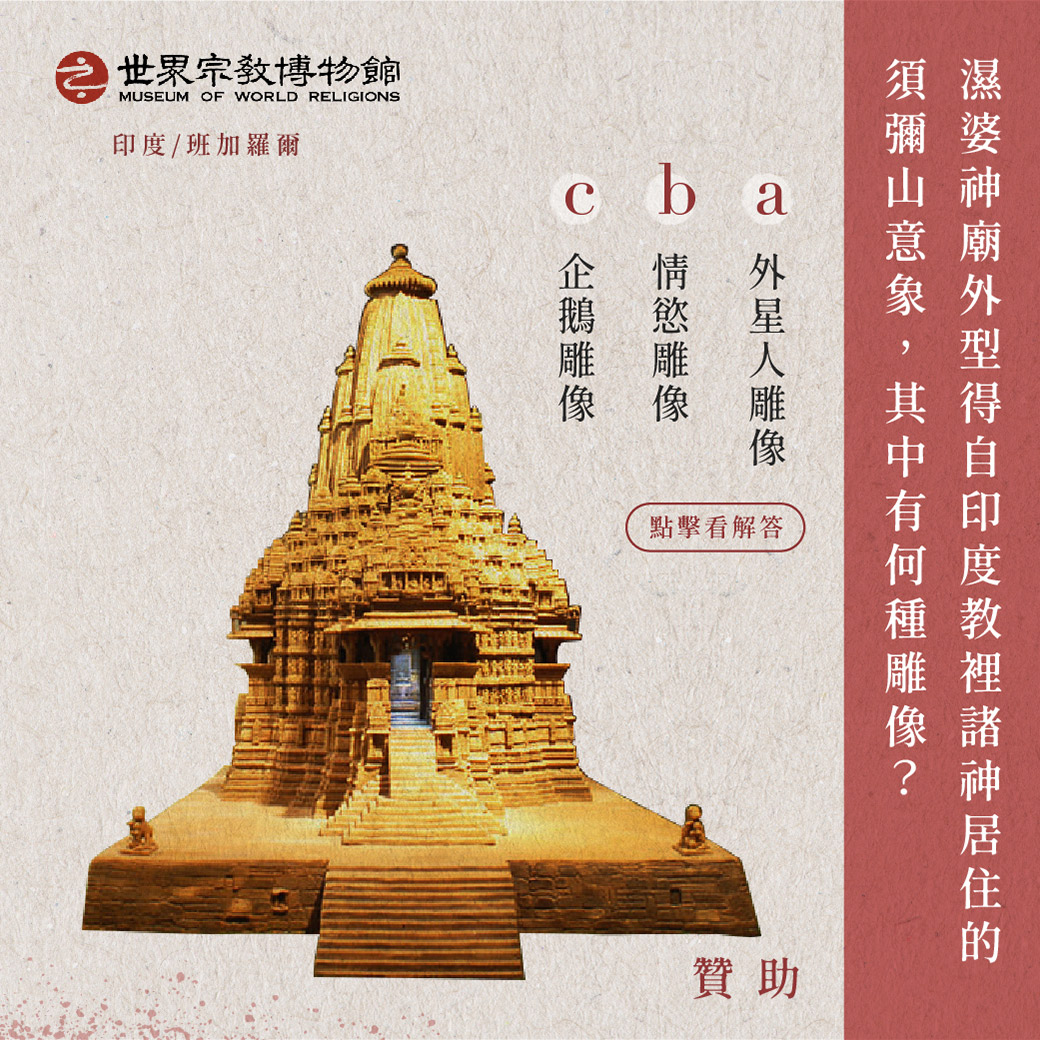 世界宗教博物館
MUSEUM OF WORLD RELIGIONS
印度/班加羅爾
濕婆神廟外型得自印度教裡諸神居住的
須彌山意象，其中有何種雕像？
a
外星人雕像
b
情慾雕像
c
企鵝雕像
點擊看解答
贊助